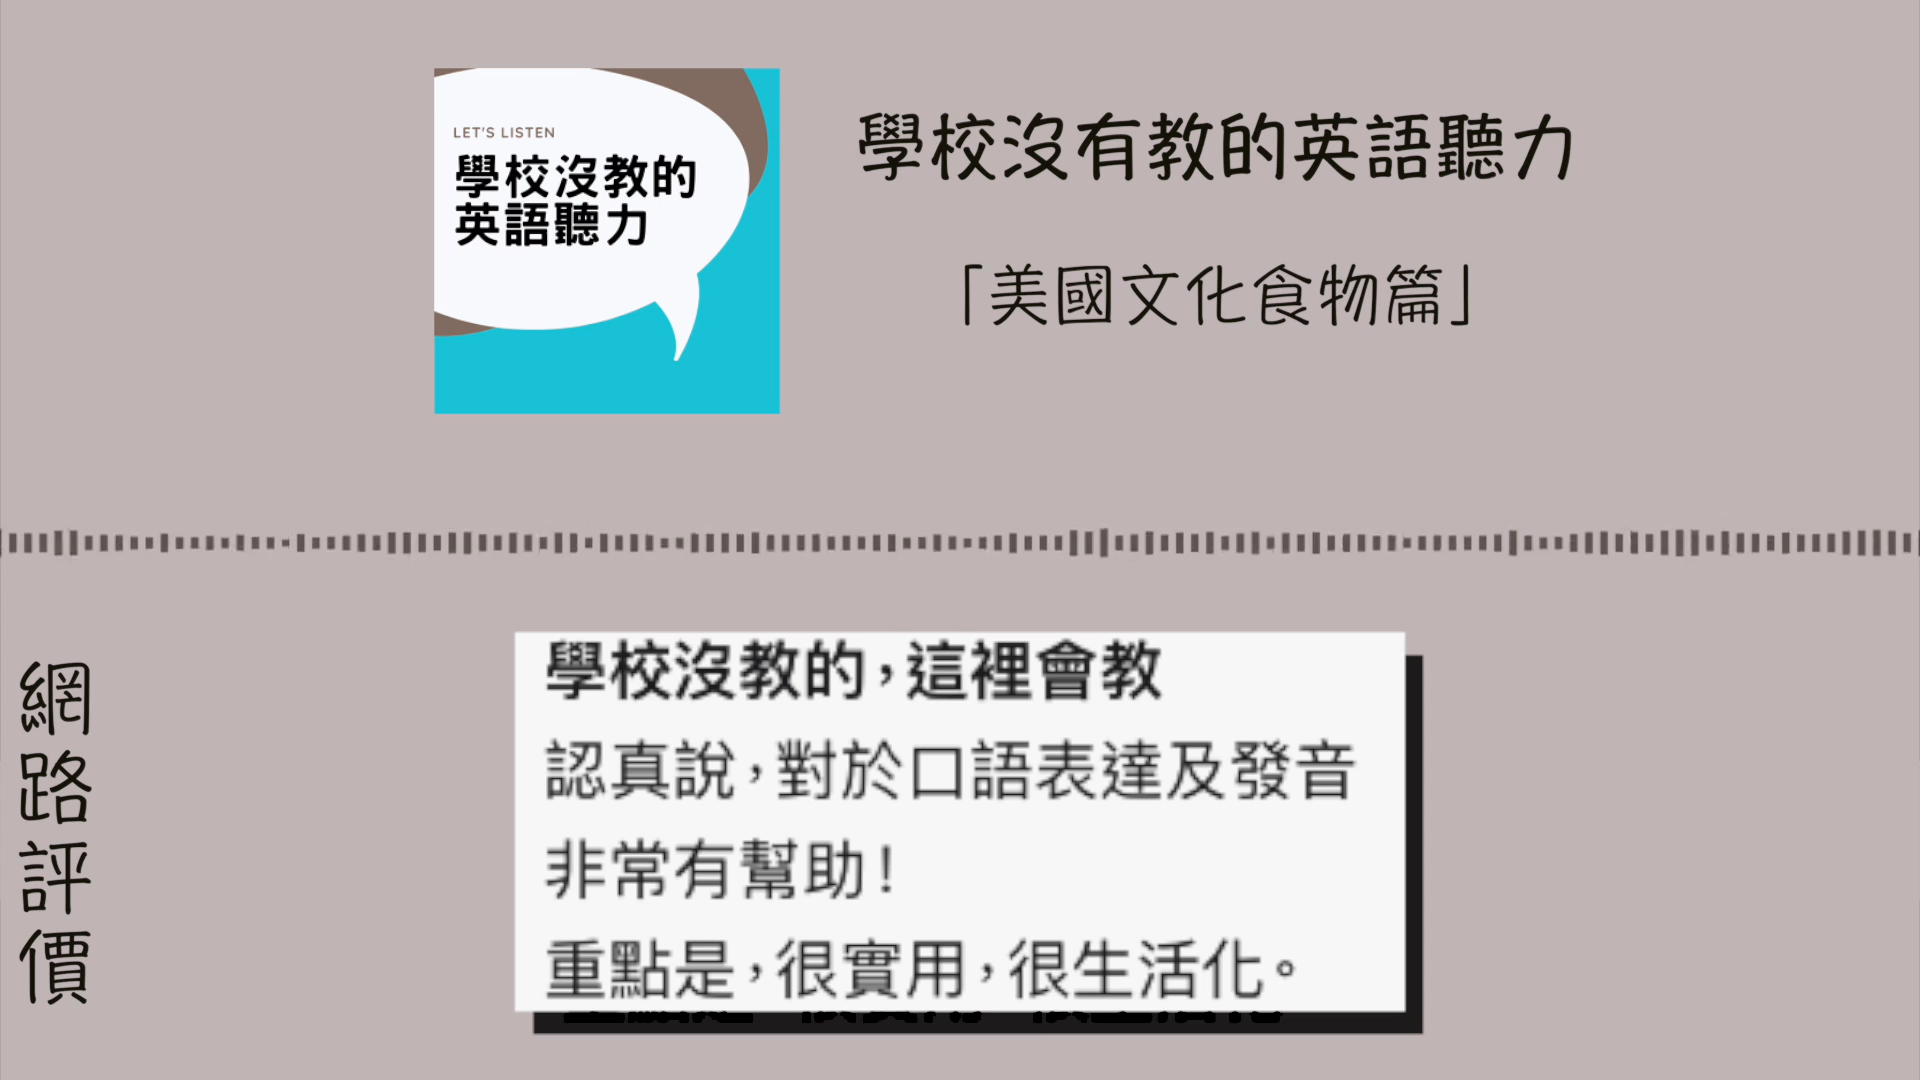 LET'S LISTEN
學校沒教的
英語聽力
學校沒有教的英語聽力
「美國文化食物篇」
網路評價
學校沒教的，這裡會教
認真說，對於口語表達及發音
非常有幫助！
重點是，很實用，很生活化。